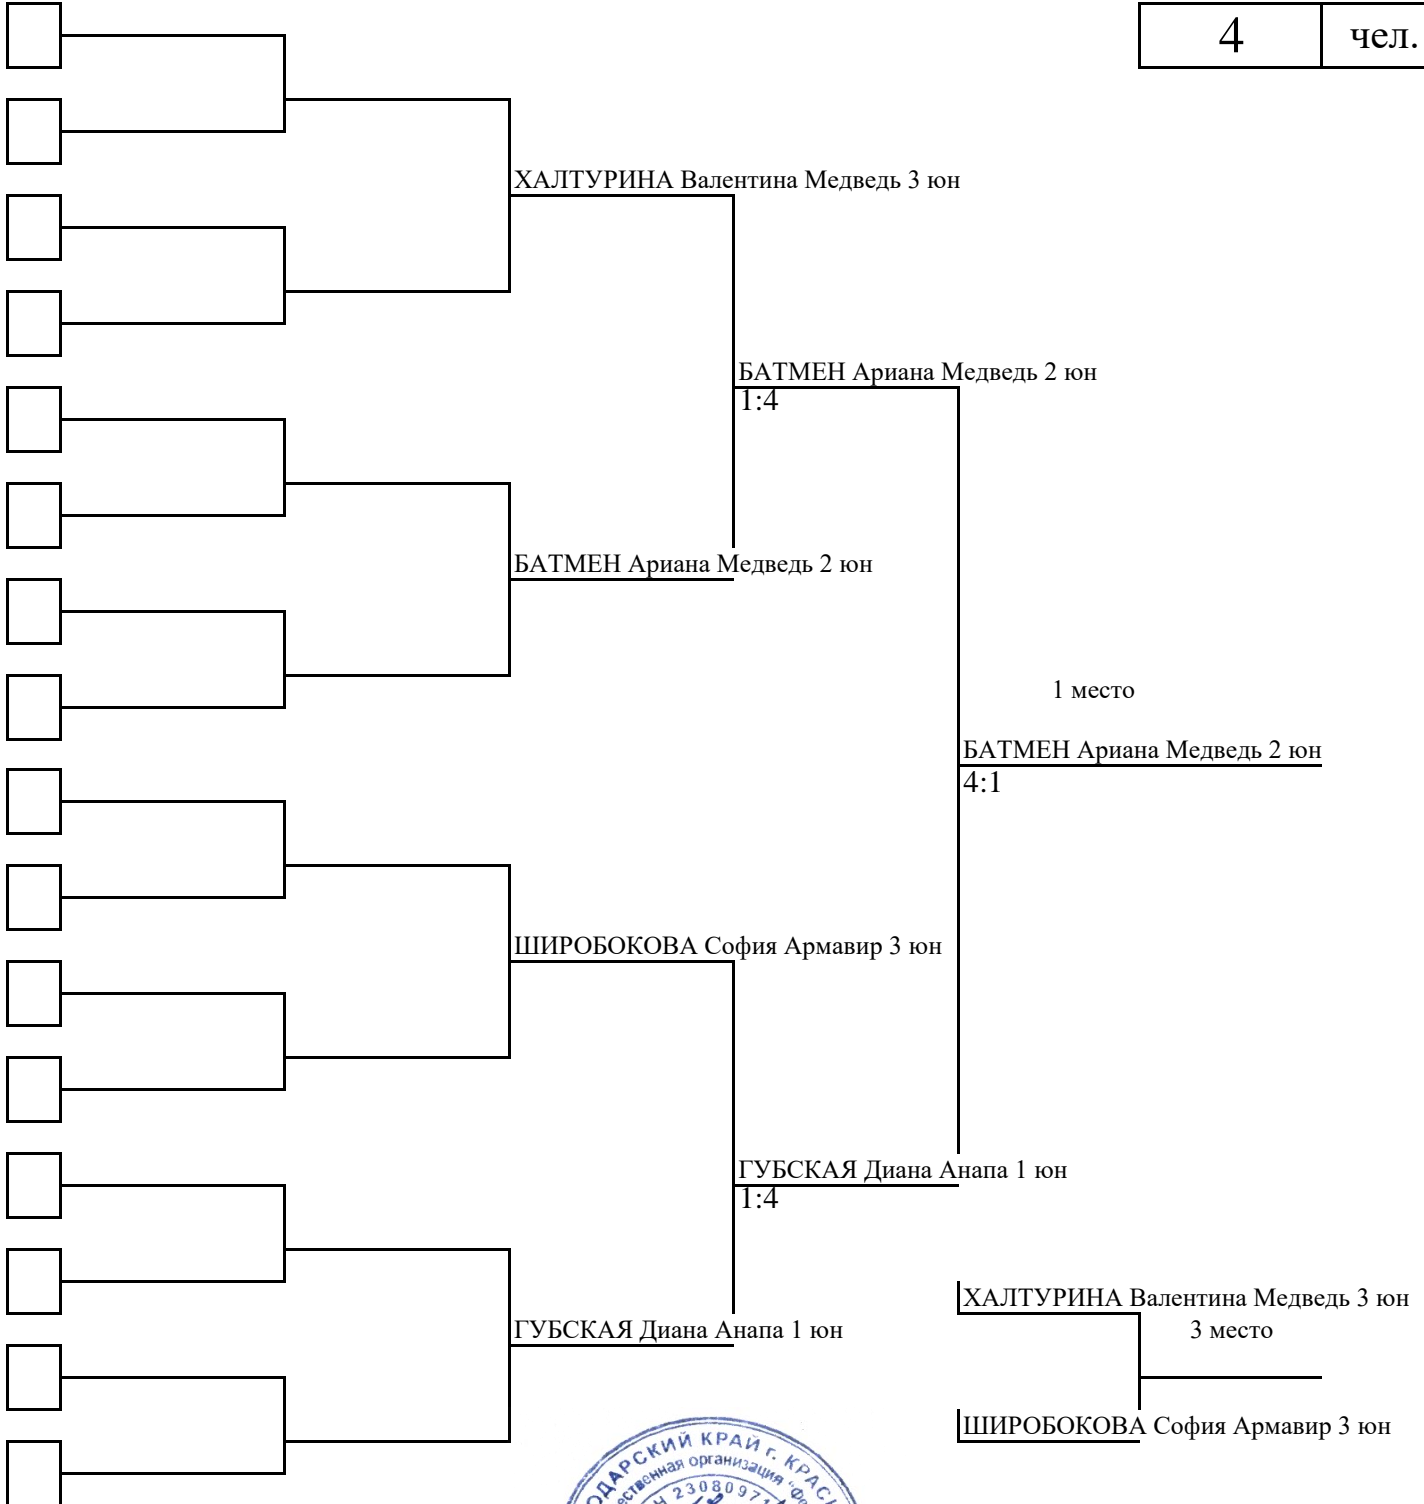 4 чел.
ХАЛТУРИНА Валентина Медведь 3 юн
БАТМЕН Ариана Медведь 2 юн
1:4
БАТМЕН Ариана Медведь 2 юн
1 место
БАТМЕН Ариана Медведь 2 юн
4:1
ШИРОБОКОВА София Армавир 3 юн
ГУБСКАЯ Диана Анапа 1 юн
1:4
ХАЛТУРИНА Валентина Медведь 3 юн
ГУБСКАЯ Диана Анапа 1 юн
3 место
ШИРОБОКОВА София Армавир 3 юн
КРАЙ г.
организация